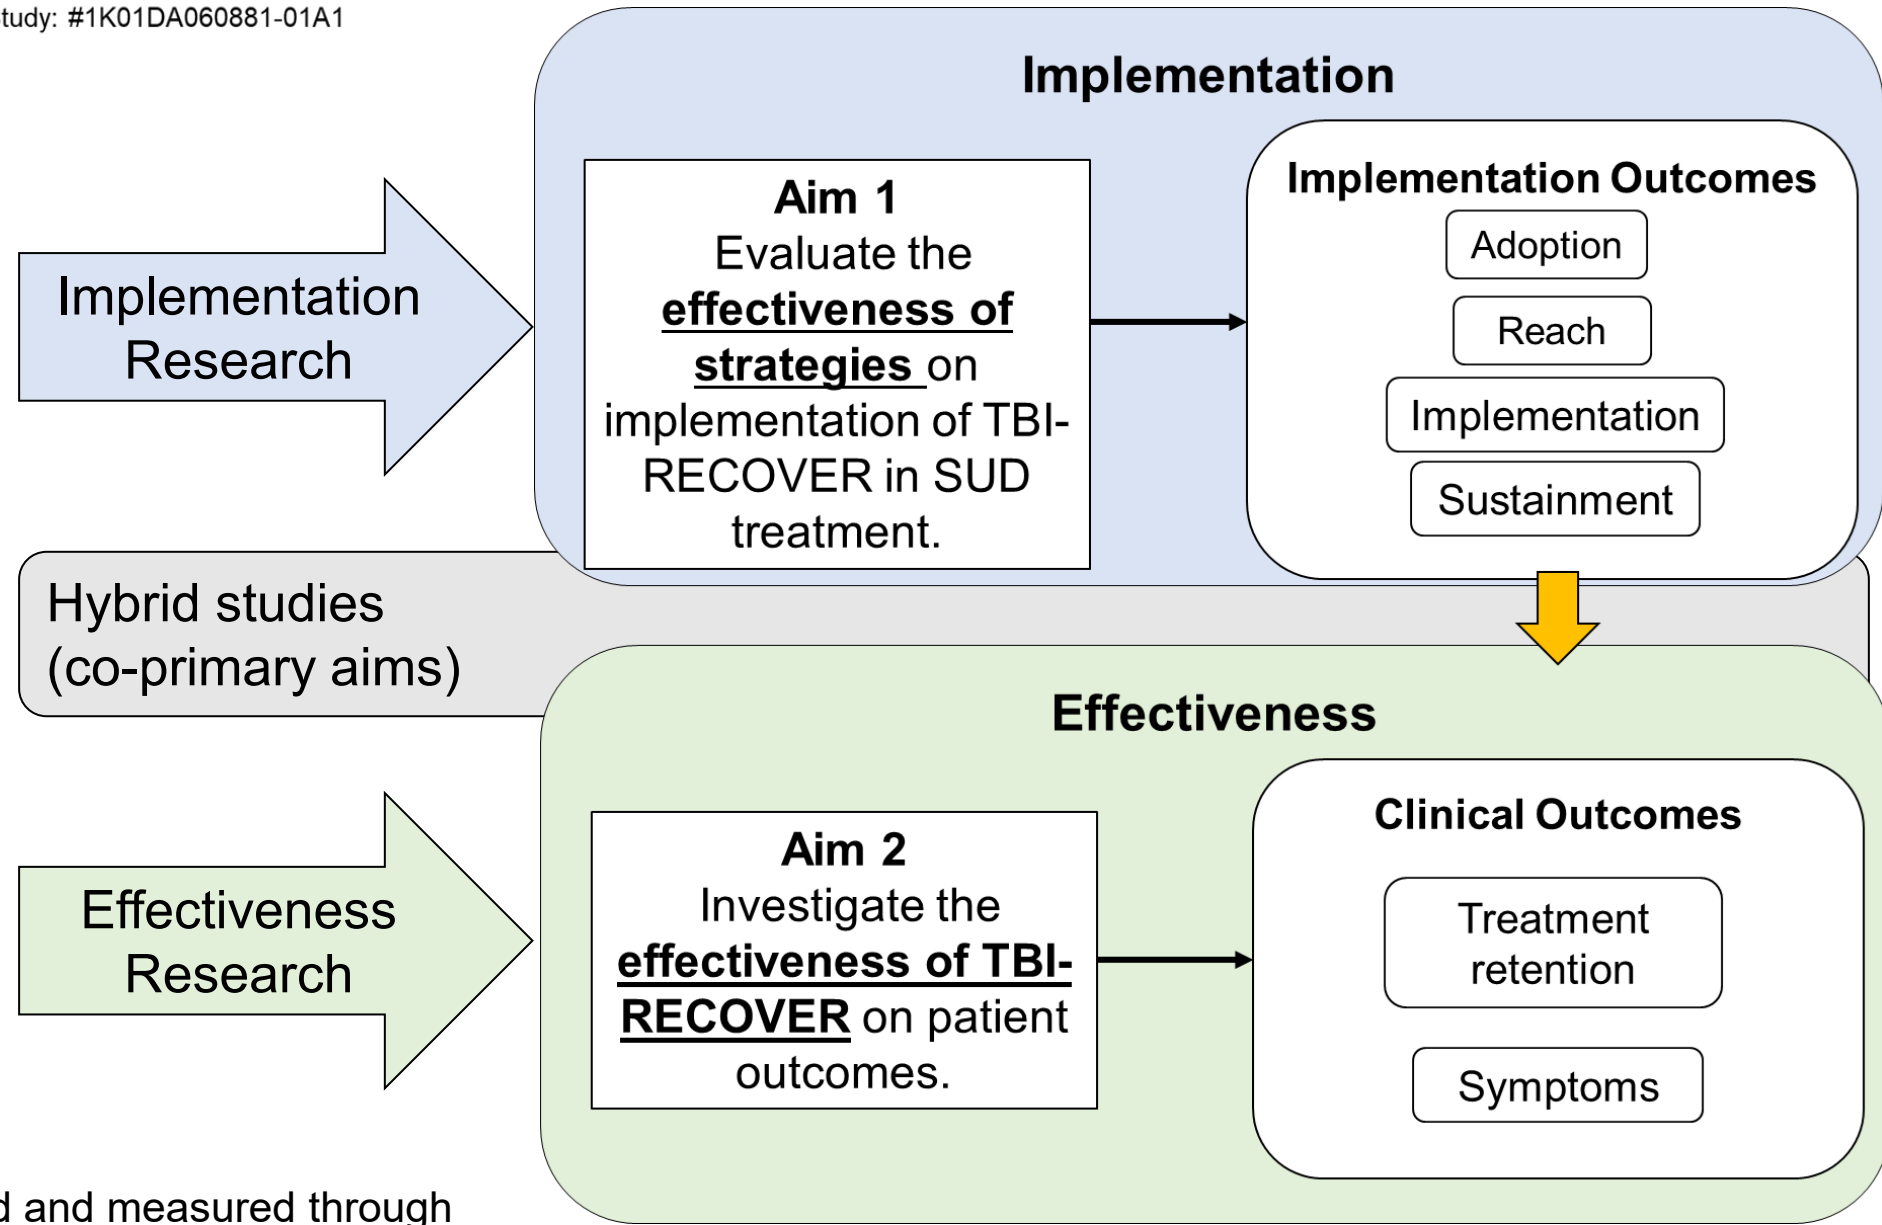 tudy: #1K01DA060881-01A1
Implementation
Implementation
Research
Aim 1
Evaluate the
effectiveness of
strategies on
implementation of TBI-
RECOVER in SUD
treatment.
Implementation Outcomes
Adoption
Reach
Implementation
Sustainment
Hybrid studies
(co-primary aims)
Effectiveness
Effectiveness
Research
Aim 2
Investigate the
effectiveness of TBI-
RECOVER on patient
outcomes.
Clinical Outcomes
Treatment
retention
Symptoms
d and measured through